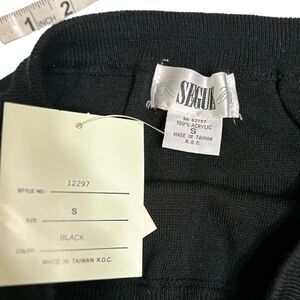 1 INCH 2
SEGUE
RN 63757
100% ACRYLIC
S
MADE IN TAIWAN
R.O.C.
STYLE NO 12297
SIZE S
COLOR BLACK
MADE IN TAIWAN R.O.C.